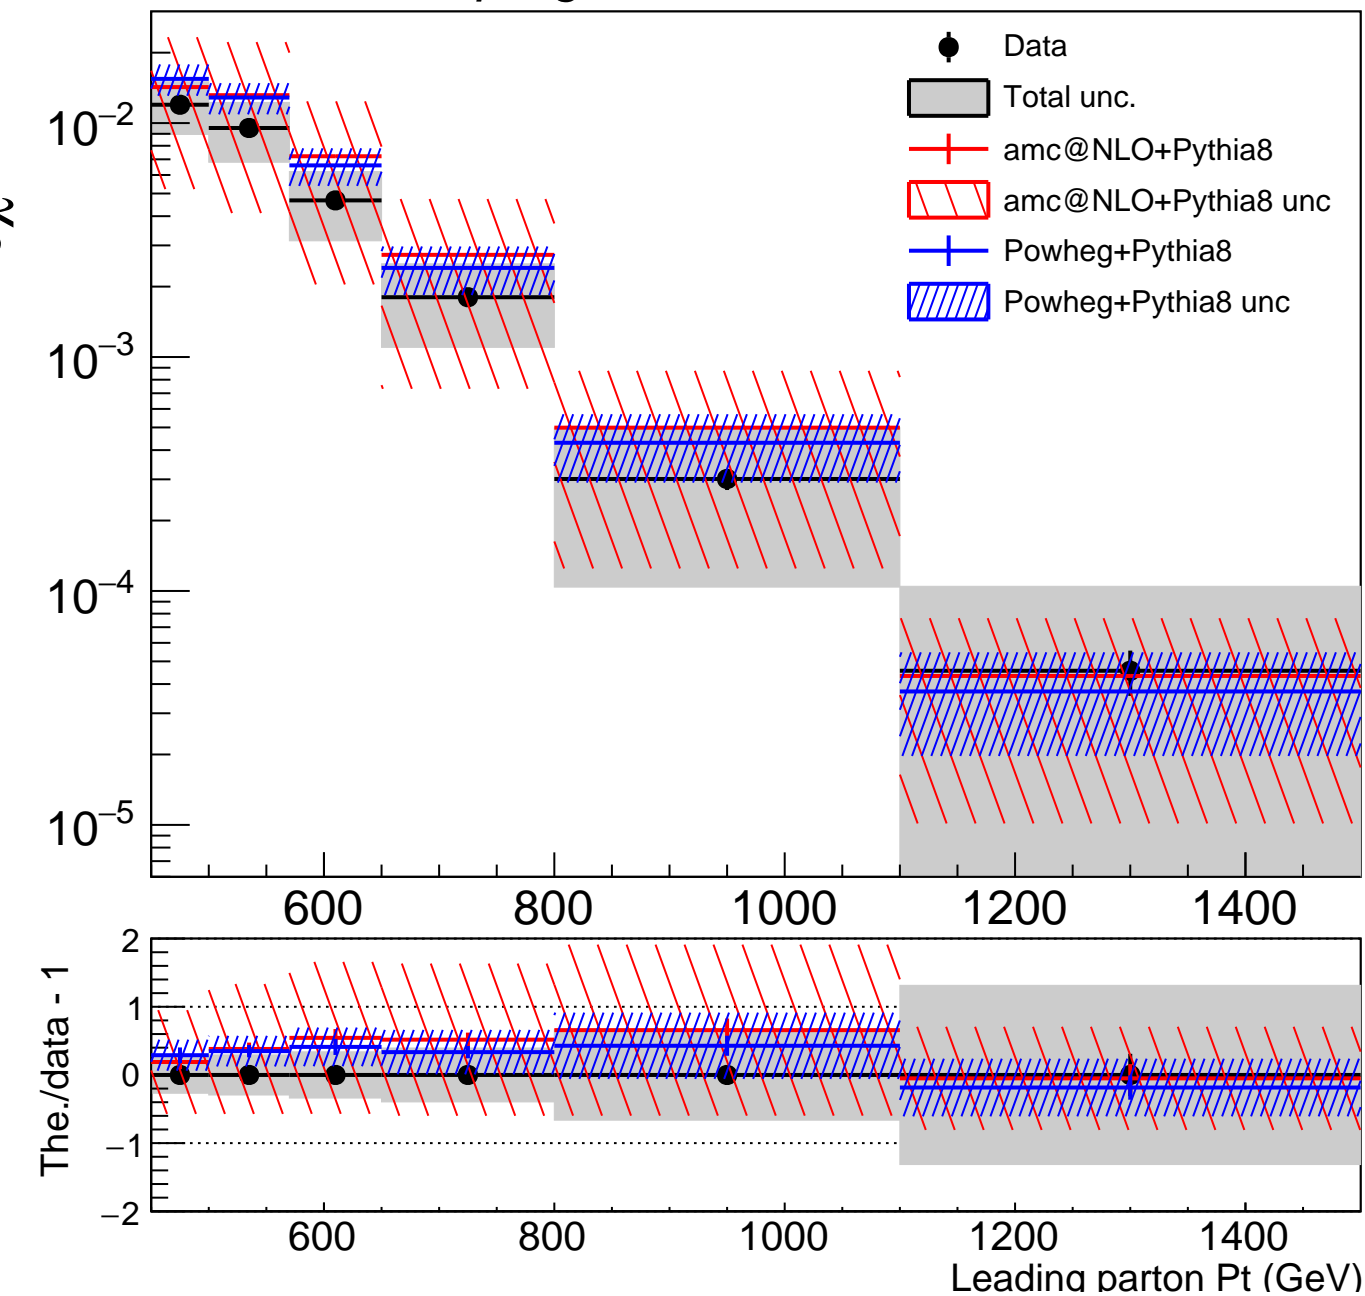 Data
Total unc.
amc@NLO+Pythia8
amc@NLO+Pythia8 unc
Powheg+Pythia8
Powheg+Pythia8 unc
10−2
10−3
10−4
10−5
600 800 1000 1200 1400
The./data - 1
2
1
0
−1
−2
600 800 1000 1200 1400
Leading parton Pt (GeV)